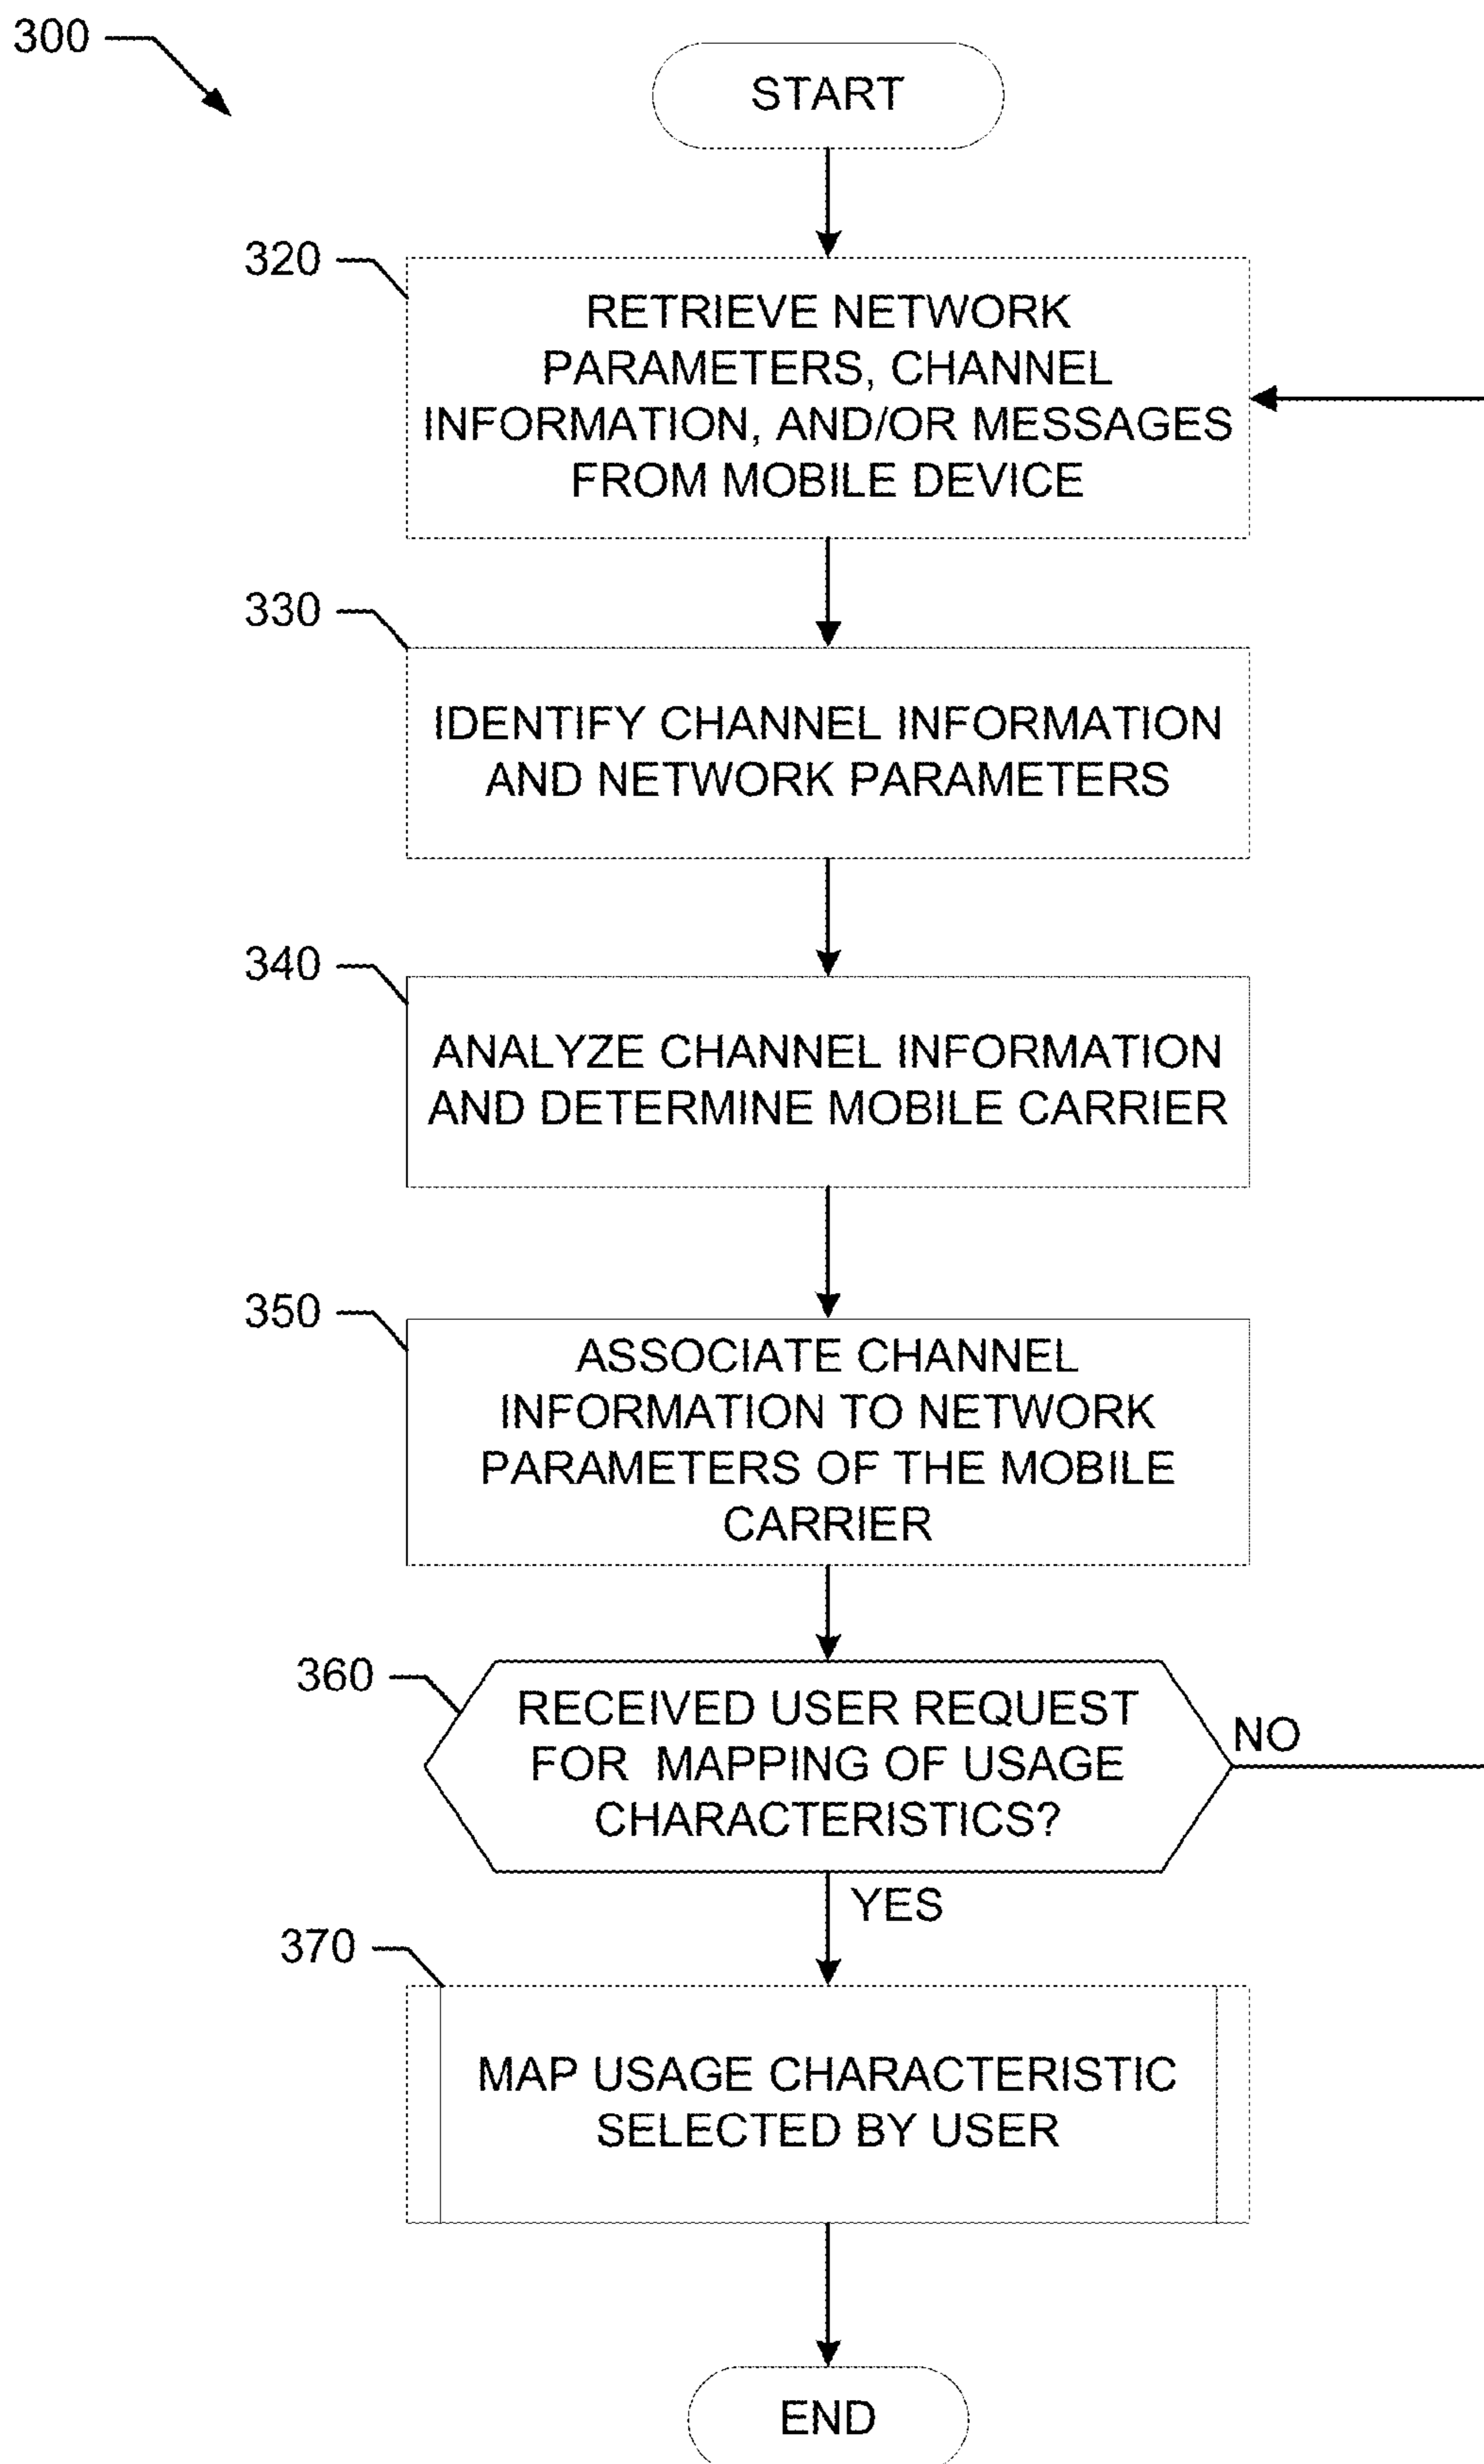 300
START
320
RETRIEVE NETWORK
PARAMETERS, CHANNEL
INFORMATION, AND/OR MESSAGES
FROM MOBILE DEVICE
330
IDENTIFY CHANNEL INFORMATION
AND NETWORK PARAMETERS
340
ANALYZE CHANNEL INFORMATION
AND DETERMINE MOBILE CARRIER
350
ASSOCIATE CHANNEL
INFORMATION TO NETWORK
PARAMETERS OF THE MOBILE
CARRIER
360
RECEIVED USER REQUEST
FOR MAPPING OF USAGE
CHARACTERISTICS?
NO
YES
370
MAP USAGE CHARACTERISTIC
SELECTED BY USER
END